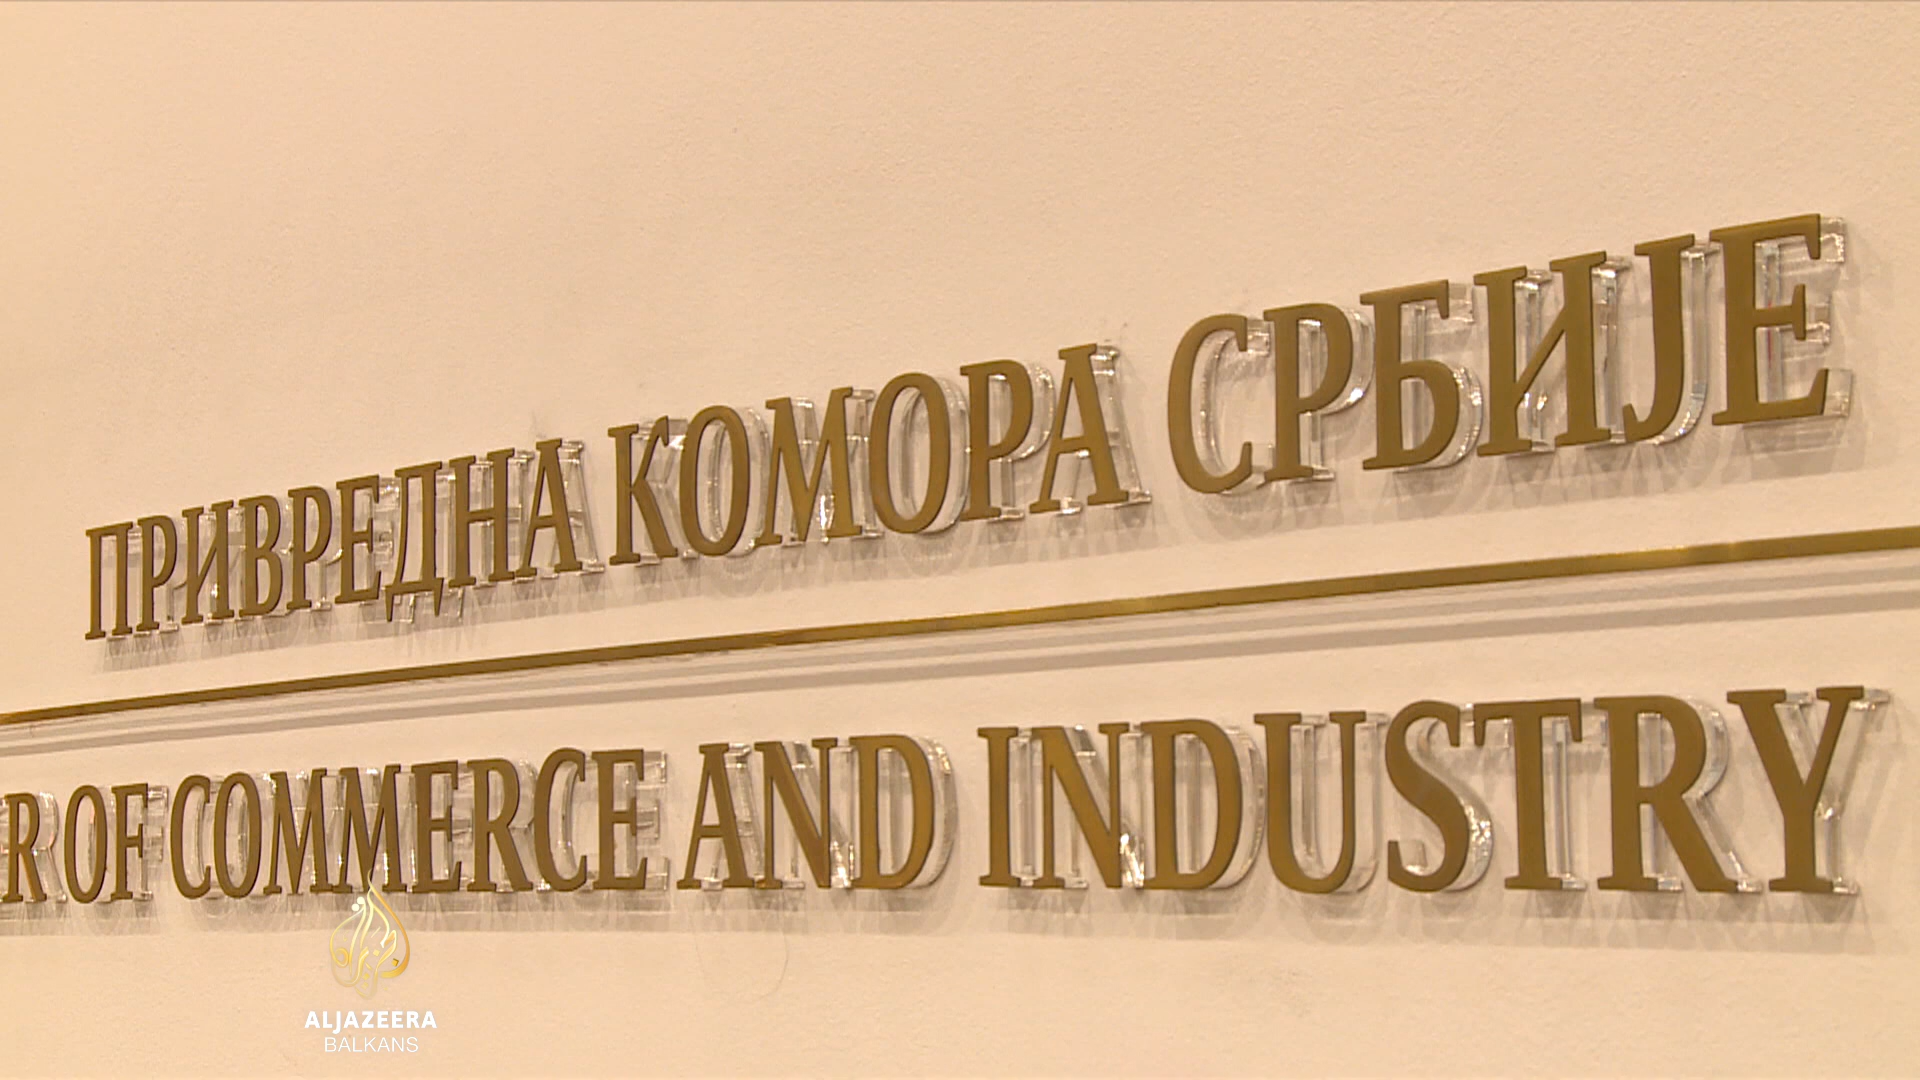 ПРИВРЕДНА КОМОРА СРБИЈЕ
R OF COMMERCE AND INDUSTRY
ALJAZEERA
BALKANS